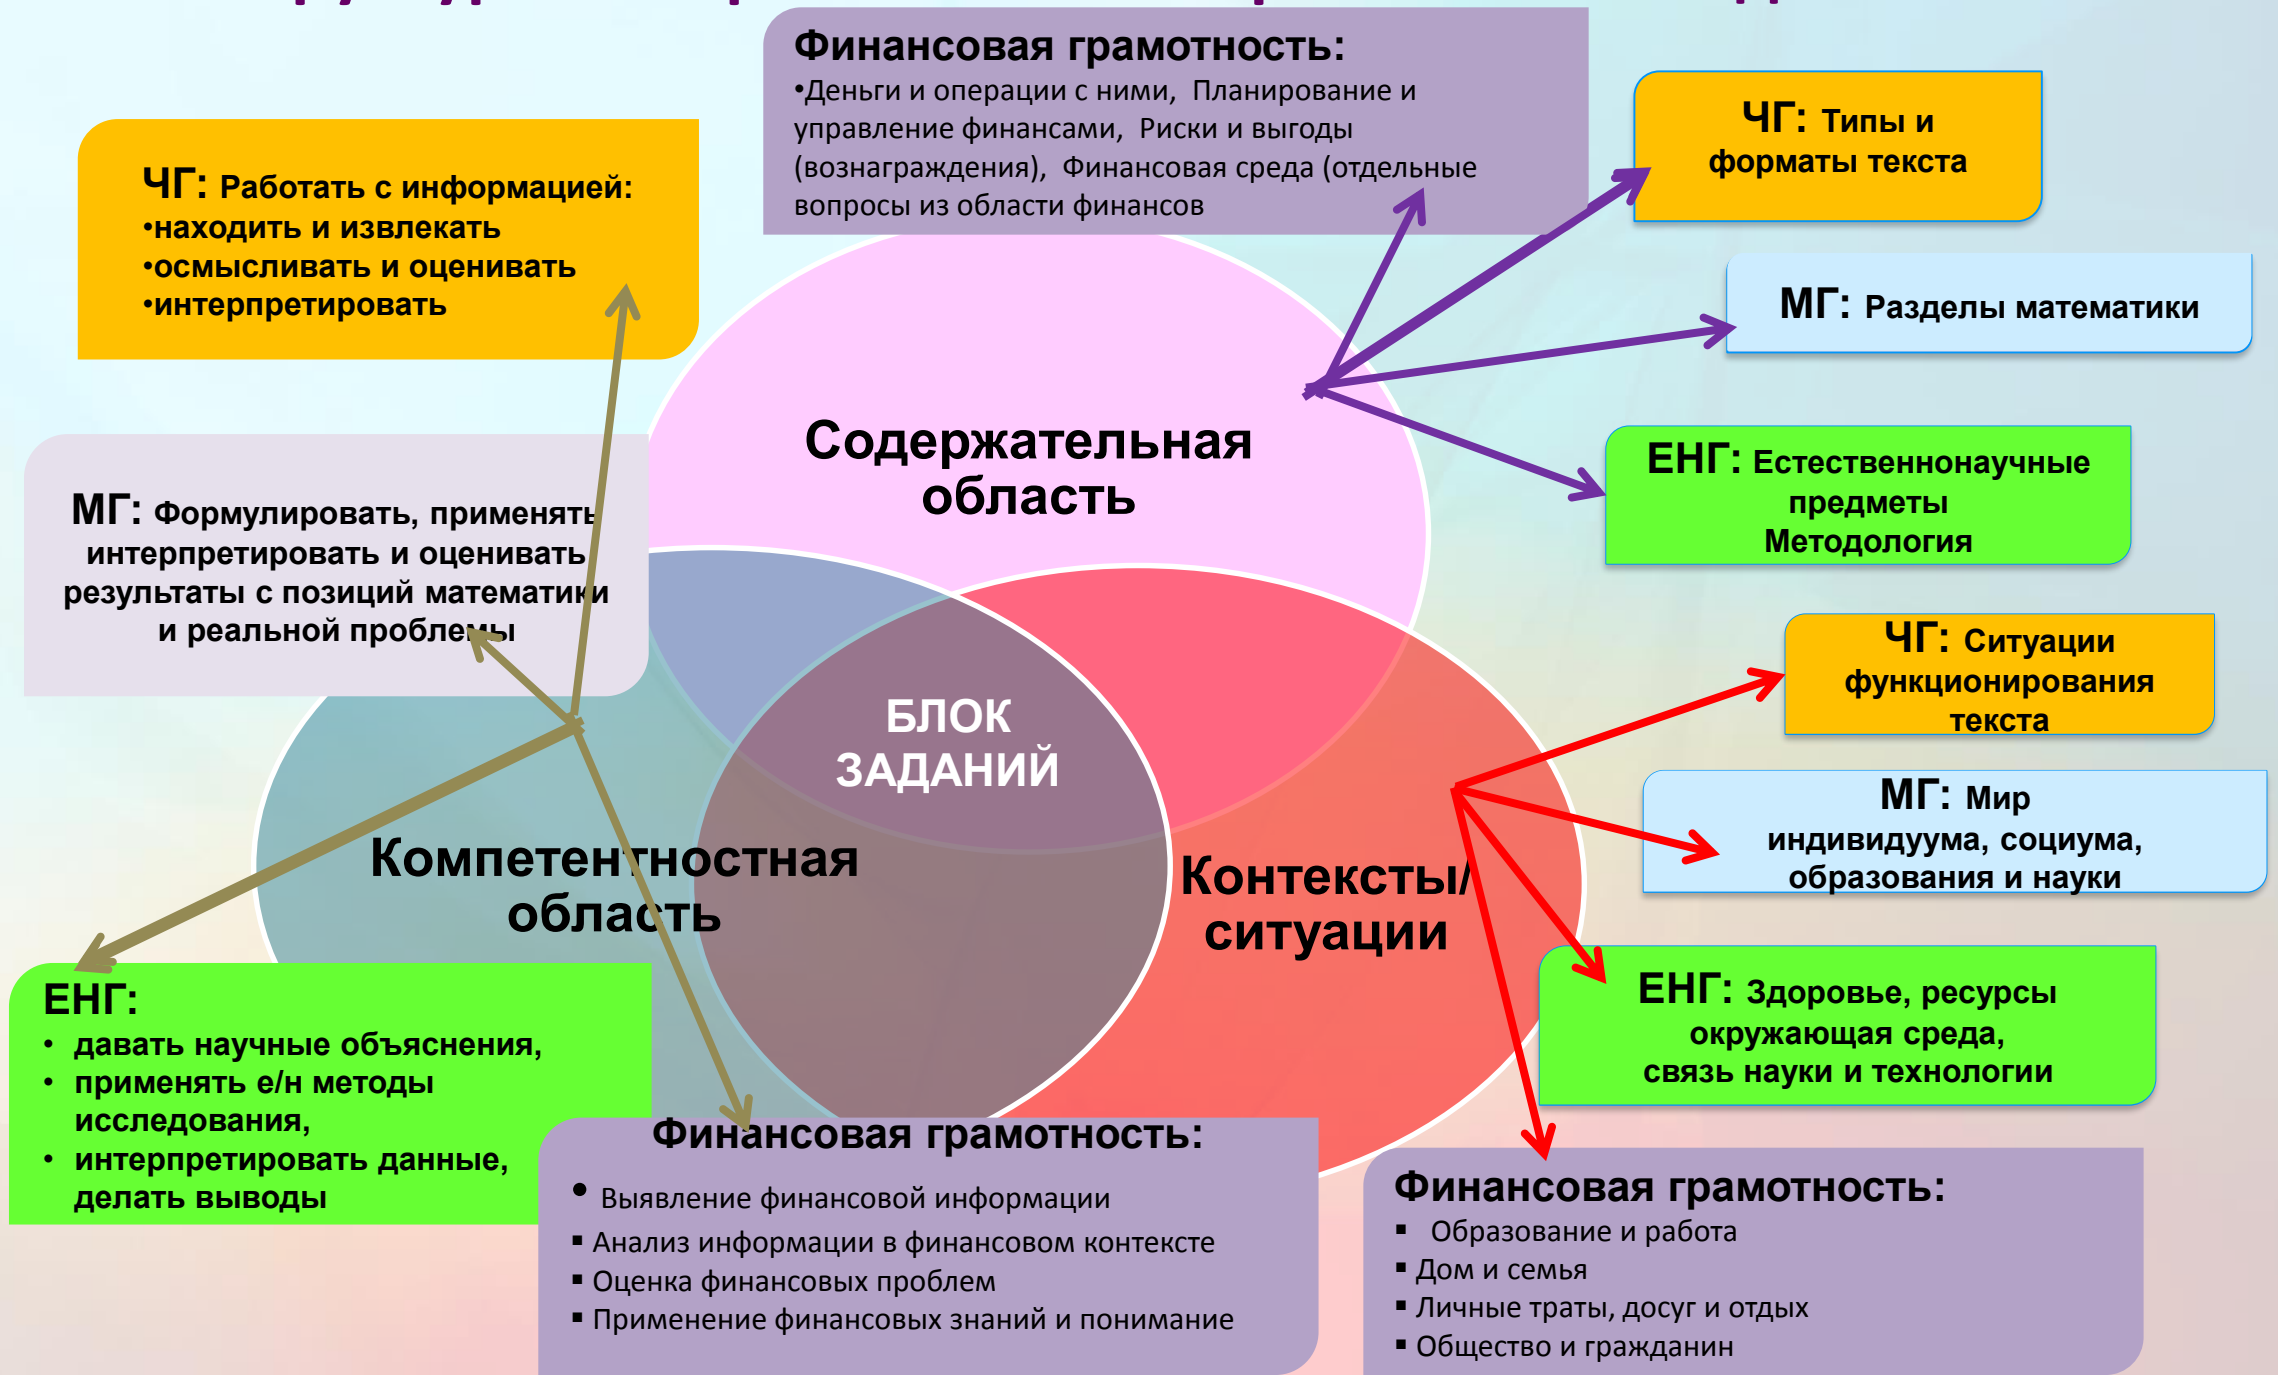 Финансовая грамотность:
•Деньги и операции с ними, Планирование и
управление финансами, Риски и выгоды
(вознаграждения), Финансовая среда (отдельные
вопросы из области финансов
ЧГ: Типы и
форматы текста
ЧГ: Работать с информацией:
•находить и извлекать
•осмысливать и оценивать
•интерпретировать
МГ: Разделы математики
Содержательная
область
ЕНГ: Естественнонаучные
предметы
Методология
МГ: Формулировать, применять
интерпретировать и оценивать
результаты с позиций математики
и реальной проблемы
ЧГ: Ситуации
функционирования
текста
БЛОК
ЗАДАНИЙ
МГ: Мир
индивидуума, социума,
образования и науки
Компетентностная
область
Контексты/
ситуации
ЕНГ: Здоровье, ресурсы
окружающая среда,
связь науки и технологии
ЕНГ:
• давать научные объяснения,
• применять е/н методы
исследования,
• интерпретировать данные,
делать выводы
Финансовая грамотность:
• Выявление финансовой информации
▪ Анализ информации в финансовом контексте
▪ Оценка финансовых проблем
▪ Применение финансовых знаний и понимание
Финансовая грамотность:
▪ Образование и работа
▪ Дом и семья
▪ Личные траты, досуг и отдых
▪ Общество и гражданин